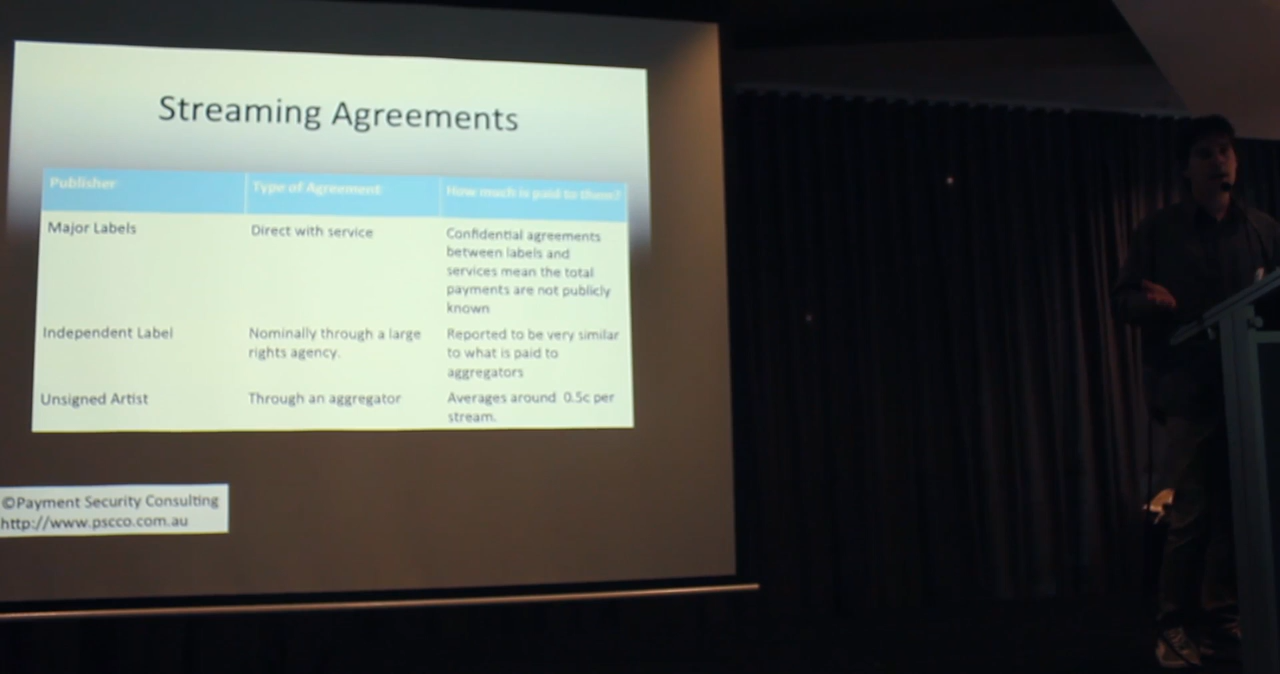 Streaming Agreements
Publisher
Type of Agreement
How much is paid to them?
Major Labels
Direct with service
Confidential agreements
between labels and
services mean the total
payments are not publicly
known
Independent Label
Nominally through a large
rights agency.
Reported to be very similar
to what is paid to
aggregators
Unsigned Artist
Through an aggregator
Averages around 0.5c per
stream.
©Payment Security Consulting
http://www.pscco.com.au